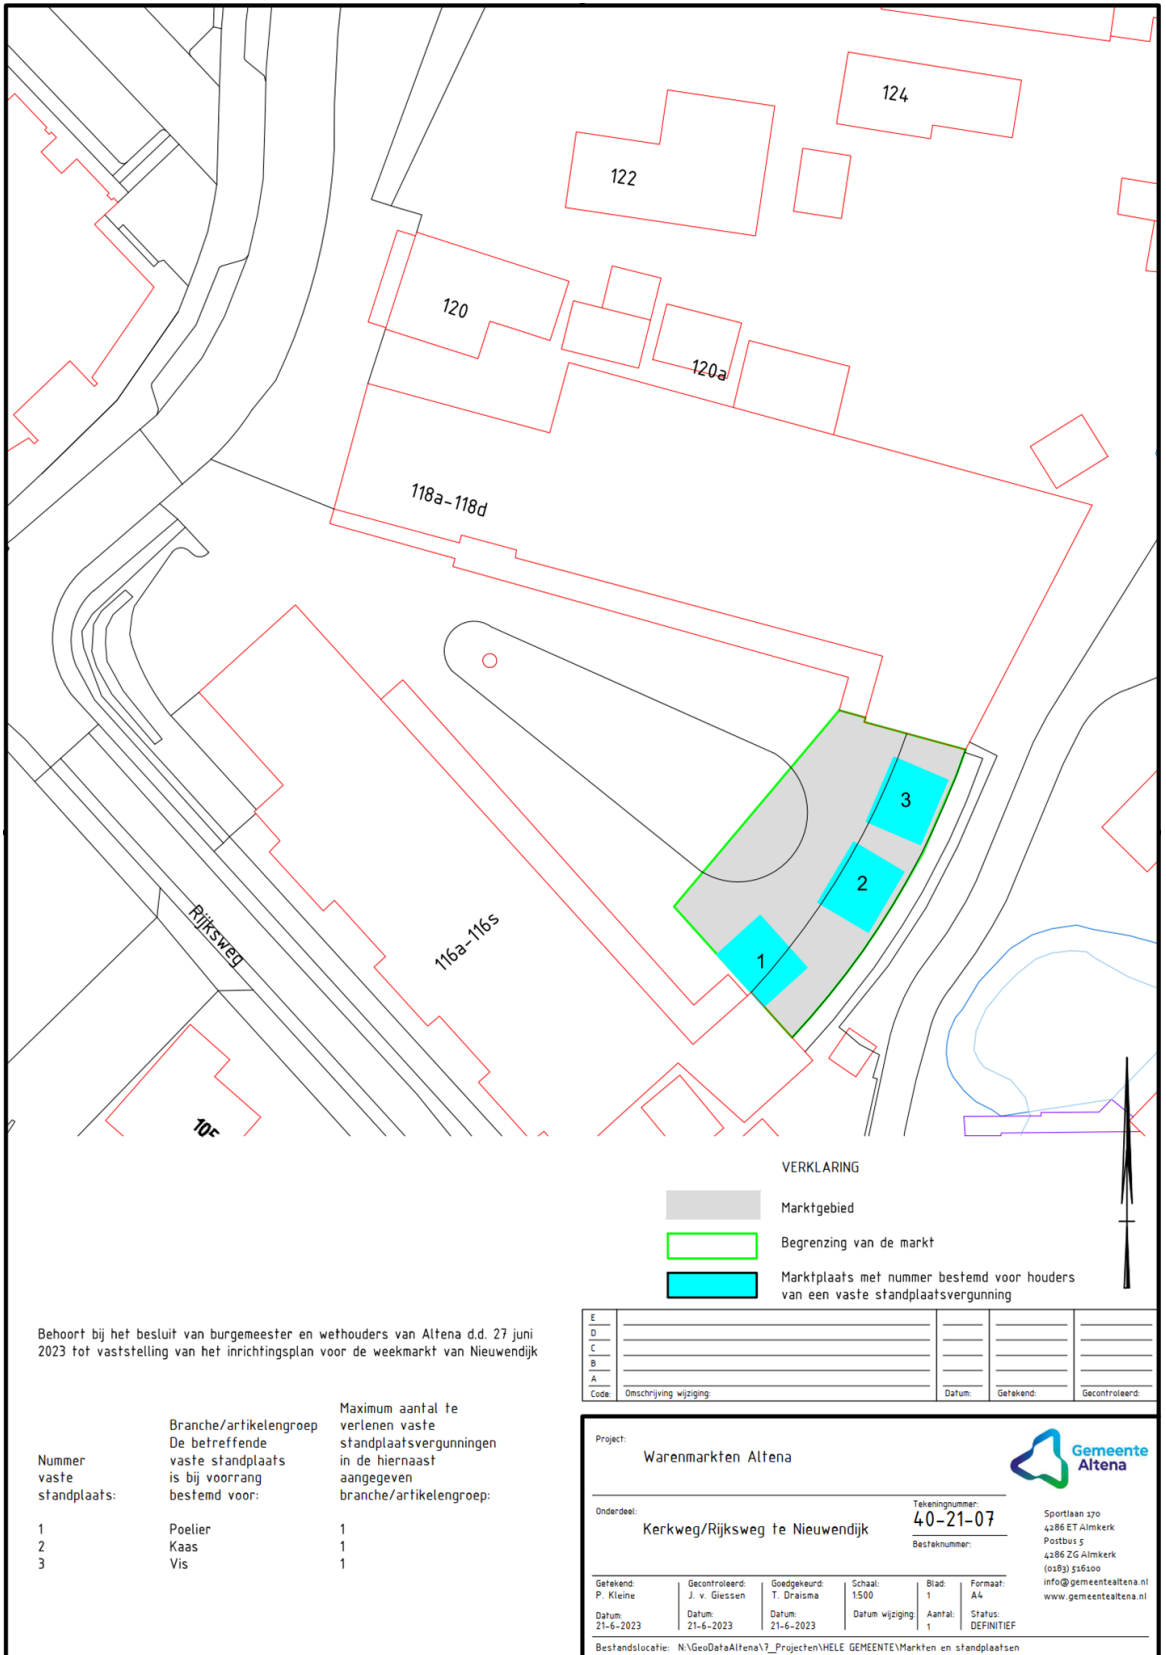 124
122
120
120a
118a-118d
3
2
1
116a-116s
Rijksweg
105
VERKLARING
Marktgebied
Begrenzing van de markt
Marktplaats met nummer bestemd voor houders
van een vaste standplaatsvergunning
Behoort bij het besluit van burgemeester en wethouders van Altena d.d. 27 juni
2023 tot vaststelling van het inrichtingsplan voor de weekmarkt van Nieuwendijk
Nummer
vaste
standplaats:
Branche/artikelengroep
De betreffende
vaste standplaats
is bij voorrang
bestemd voor:
Maximum aantal te
verlenen vaste
standplaatsvergunningen
in de hiernaast
aangegeven
branche/artikelengroep:
1 Poelier 1
2 Kaas 1
3 Vis 1
E
D
C
B
A
Code: Omschrijving wijziging: Datum: Getekend: Gecontroleerd:
Project:
Warenmarkten Altena
Gemeente
Altena
Onderdeel:
Kerkweg/Rijksweg te Nieuwendijk
Tekeningnummer:
40-21-07
Besteknummer:
Sportlaan 170
4286 ET Almkerk
Postbus 5
4286 ZG Almkerk
(0183) 516100
info@gemeentealtena.nl
www.gemeentealtena.nl
Getekend: Gecontroleerd: Goedgekeurd: Schaal: Blad: Formaat:
P. Kleine J. v. Giessen T. Draisma 1:500 1 A4
Datum: Datum: Datum: Datum wijziging: Aantal: Status:
21-6-2023 21-6-2023 21-6-2023 1 DEFINITIEF
Bestandslocatie: N:\GeoDataAltena\7_Projecten\HELE GEMEENTE\Markten en standplaatsen